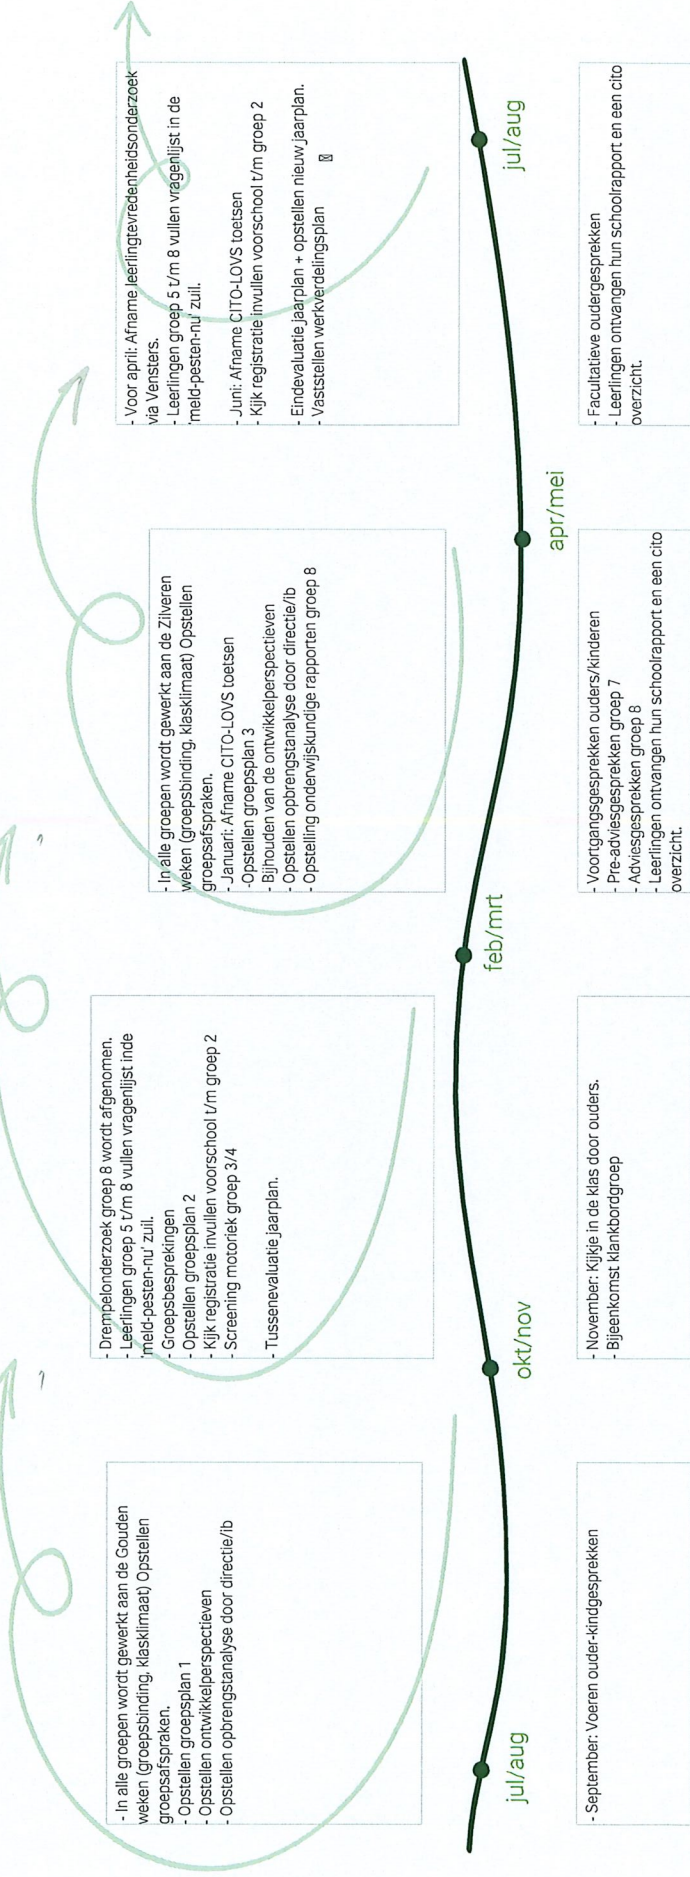 - In alle groepen wordt gewerkt aan de Gouden
weken (groepsbinding, klasklimaat) Opstellen
groepsafspraken.
- Opstellen groepsplan 1
- Opstellen ontwikkelperspectieven
- Opstellen opbrengstanalyse door directie/ib
- Drempelonderzoek groep 8 wordt afgenomen.
- Leerlingen groep 5 t/m 8 vullen vragenlijst inde
'meld-pesten-nu' zuil.
- Groepsbesprekingen
- Opstellen groepsplan 2
- Kijk registratie invullen voorschool t/m groep 2
- Screening motoriek groep 3/4
- Tussenevaluatie jaarplan.
- In alle groepen wordt gewerkt aan de Zilveren
weken (groepsbinding, klasklimaat) Opstellen
groepsafspraken.
- Januari: Afname CITO-LOVS toetsen
-Opstellen groepsplan 3
- Bijhouden van de ontwikkelperspectieven
- Opstellen opbrengstanalyse door directie/ib
- Opstelling onderwijskundige rapporten groep 8
- Voor april: Afname leerlingtevredenheidsonderzoek
via Vensters.
- Leerlingen groep 5 t/m 8 vullen vragenlijst in de
'meld-pesten-nu' zuil.
- Juni: Afname CITO-LOVS toetsen
- Kijk registratie invullen voorschool t/m groep 2
- Eindevaluatie jaarplan + opstellen nieuw jaarplan.
- Vaststellen werkverdelingsplan
jul/aug
okt/nov
feb/mrt
apr/mei
jul/aug
- September: Voeren ouder-kindgesprekken
- November: Kijkje in de klas door ouders.
- Bijeenkomst klankbordgroep
- Voortgangsgesprekken ouders/kinderen
- Pre-adviesgesprekken groep 7
- Adviesgesprekken groep 8
- Leerlingen ontvangen hun schoolrapport en een cito
overzicht.
- Facultatieve oudergesprekken
- Leerlingen ontvangen hun schoolrapport en een cito
overzicht.